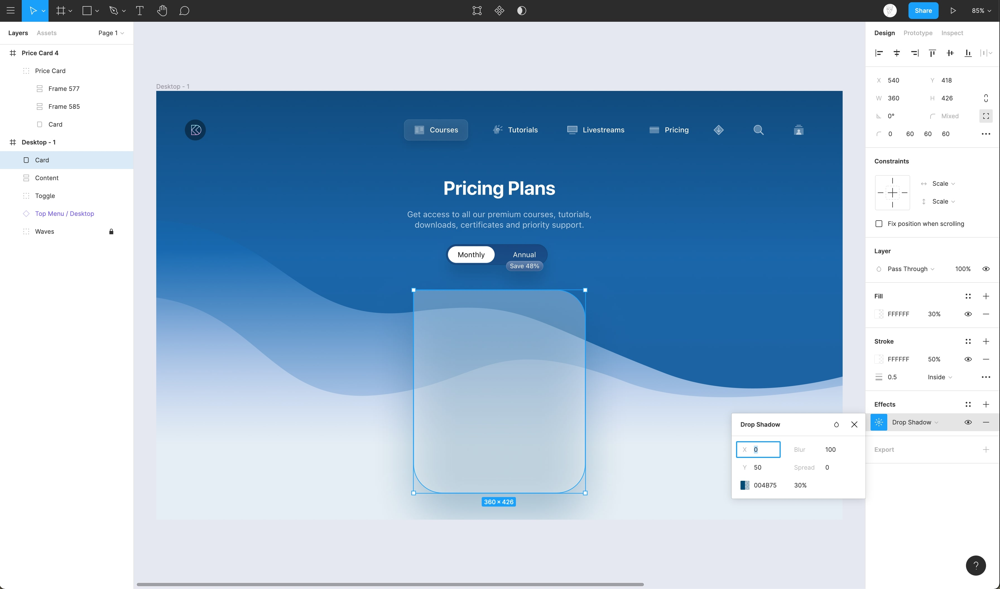 Share
85%
Layers
Assets
Page 1
Price Card 4
Price Card
Frame 577
Frame 585
Card
Desktop - 1
Card
Content
Toggle
Top Menu / Desktop
Waves
Desktop - 1
Courses
Tutorials
Livestreams
Pricing
Pricing Plans
Get access to all our premium courses, tutorials,
downloads, certificates and priority support.
Monthly
Annual
Save 48%
360 × 426
Drop Shadow
X 0
Blur 100
Y 50
Spread 0
004B75 30%
Design
Prototype
Inspect
X 540
Y 418
W 360
H 426
0°
Mixed
0 60 60 60
Constraints
Scale
Scale
Fix position when scrolling
Layer
Pass Through
100%
Fill
FFFFFF 30%
Stroke
FFFFFF 50%
0.5
Inside
Effects
Drop Shadow
Export
?